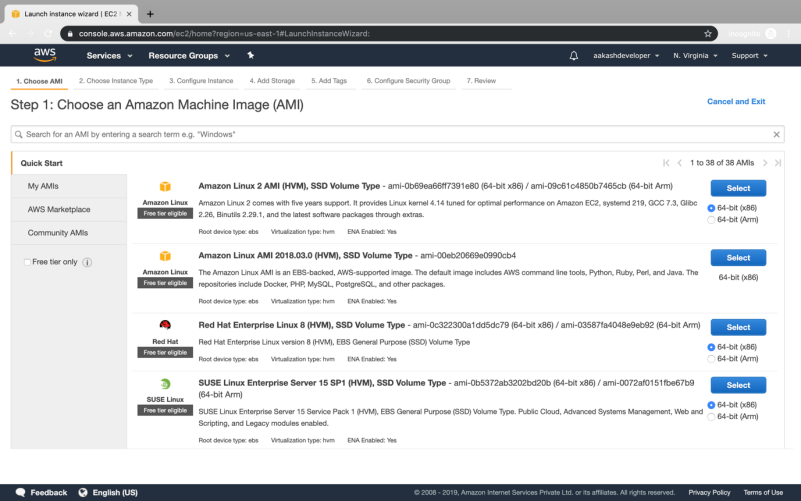 Launch instance wizard | EC2
console.aws.amazon.com/ec2/home?region=us-east-1#LaunchInstanceWizard:
Incognito
aws
Services
Resource Groups
aakashdeveloper
N. Virginia
Support
1. Choose AMI
2. Choose Instance Type
3. Configure Instance
4. Add Storage
5. Add Tags
6. Configure Security Group
7. Review
Step 1: Choose an Amazon Machine Image (AMI)
Cancel and Exit
Search for an AMI by entering a search term e.g. "Windows"
Quick Start
1 to 38 of 38 AMIs
My AMIs
AWS Marketplace
Community AMIs
Free tier only
Amazon Linux
Free tier eligible
Amazon Linux 2 AMI (HVM), SSD Volume Type - ami-0b69ea66ff7391e80 (64-bit x86) / ami-09c61c4850b7465cb (64-bit Arm)
Amazon Linux 2 comes with five years support. It provides Linux kernel 4.14 tuned for optimal performance on Amazon EC2, systemd 219, GCC 7.3, Glibc
2.26, Binutils 2.29.1, and the latest software packages through extras.
Root device type: ebs Virtualization type: hvm ENA Enabled: Yes
Select
64-bit (x86)
64-bit (Arm)
Amazon Linux
Free tier eligible
Amazon Linux AMI 2018.03.0 (HVM), SSD Volume Type - ami-00eb20669e0990cb4
The Amazon Linux AMI is an EBS-backed, AWS-supported image. The default image includes AWS command line tools, Python, Ruby, Perl, and Java. The
repositories include Docker, PHP, MySQL, PostgreSQL, and other packages.
Root device type: ebs Virtualization type: hvm ENA Enabled: Yes
Select
64-bit (x86)
Red Hat
Free tier eligible
Red Hat Enterprise Linux 8 (HVM), SSD Volume Type - ami-0c322300a1dd5dc79 (64-bit x86) / ami-03587fa4048e9eb92 (64-bit Arm)
Red Hat Enterprise Linux version 8 (HVM), EBS General Purpose (SSD) Volume Type
Root device type: ebs Virtualization type: hvm ENA Enabled: Yes
Select
64-bit (x86)
64-bit (Arm)
SUSE Linux
Free tier eligible
SUSE Linux Enterprise Server 15 SP1 (HVM), SSD Volume Type - ami-0b5372ab3202bd20b (64-bit x86) / ami-0072af0151fbe67b9
(64-bit Arm)
SUSE Linux Enterprise Server 15 Service Pack 1 (HVM), EBS General Purpose (SSD) Volume Type. Public Cloud, Advanced Systems Management, Web and
Scripting, and Legacy modules enabled.
Root device type: ebs Virtualization type: hvm ENA Enabled: Yes
Select
64-bit (x86)
64-bit (Arm)
Feedback
English (US)
© 2008 - 2019, Amazon Internet Services Private Ltd. or its affiliates. All rights reserved.
Privacy Policy
Terms of Use